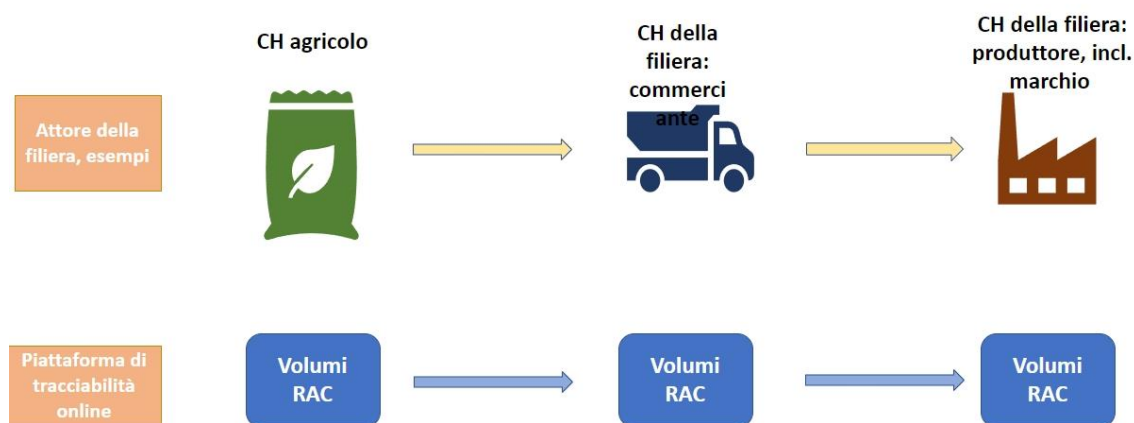 CH agricolo
CH della
filiera:
commerci
ante
CH della filiera:
produttore, incl.
marchio
Attore della
filiera, esempi
Piattaforma di
tracciabilità
online
Volumi
RAC
Volumi
RAC
Volumi
RAC